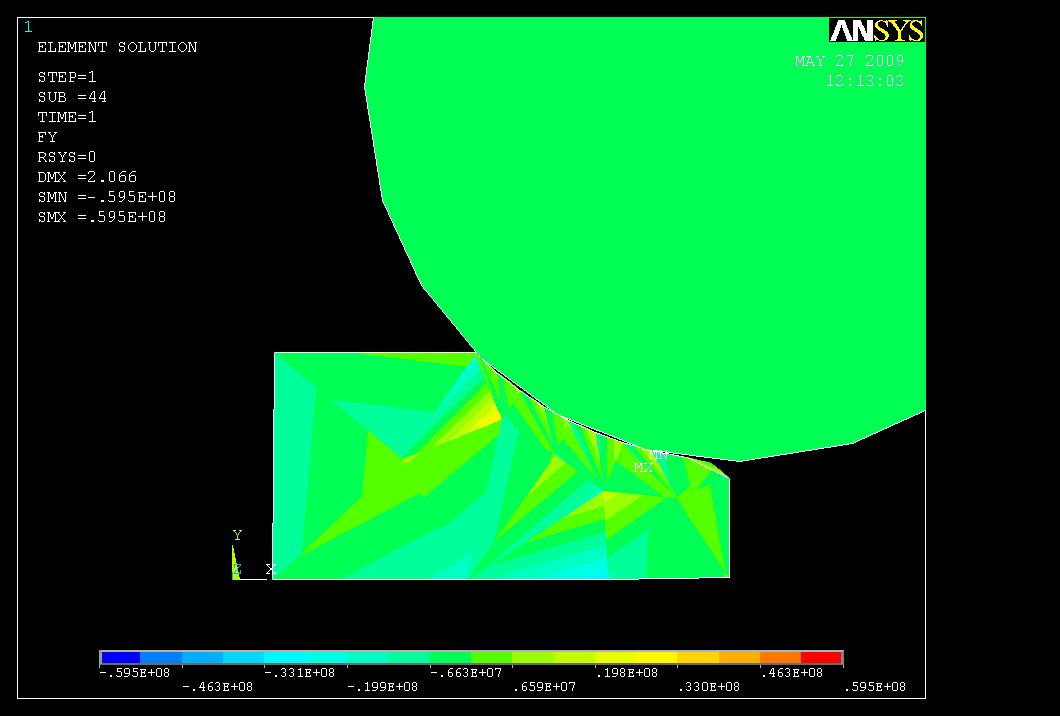 1
ANSYS
ELEMENT SOLUTION
MAY 27 2009
12:13:03
STEP=1
SUB =44
TIME=1
FY
RSYS=0
DMX =2.066
SMN =-.595E+08
SMX =.595E+08
MN
MX
Y
Z X
-.595E+08 -.331E+08 -.663E+07 .198E+08 .463E+08
-.463E+08 -.199E+08 .659E+07 .330E+08 .595E+08